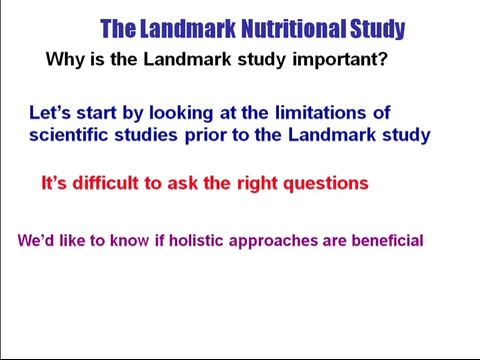 The Landmark Nutritional Study
Why is the Landmark study important?
Let's start by looking at the limitations of
scientific studies prior to the Landmark study
It's difficult to ask the right questions
We'd like to know if holistic approaches are beneficial